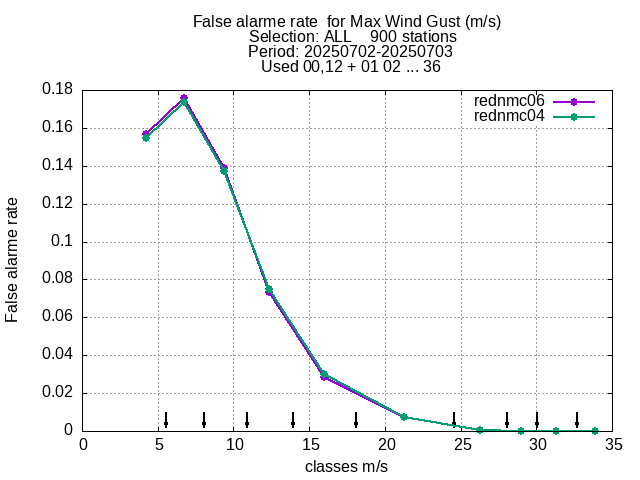 False alarme rate  for Max Wind Gust (m/s)
Selection: ALL    900 stations
Period: 20250702-20250703
Used 00,12 + 01 02 ... 36
rednmc06
rednmc04
0.18
0.16
0.14
0.12
0.1
0.08
0.06
0.04
0.02
0
False alarme rate
0 5 10 15 20 25 30 35
classes m/s